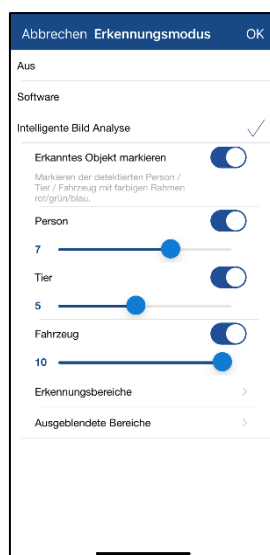 Abbrechen Erkennungsmodus OK
Aus
Software
Intelligente Bild Analyse
Erkanntes Objekt markieren
Markieren der detektierten Person /
Tier / Fahrzeug mit farbigen Rahmen
rot/grün/blau.
Person
7
Tier
5
Fahrzeug
10
Erkennungsbereiche
Ausgeblendete Bereiche